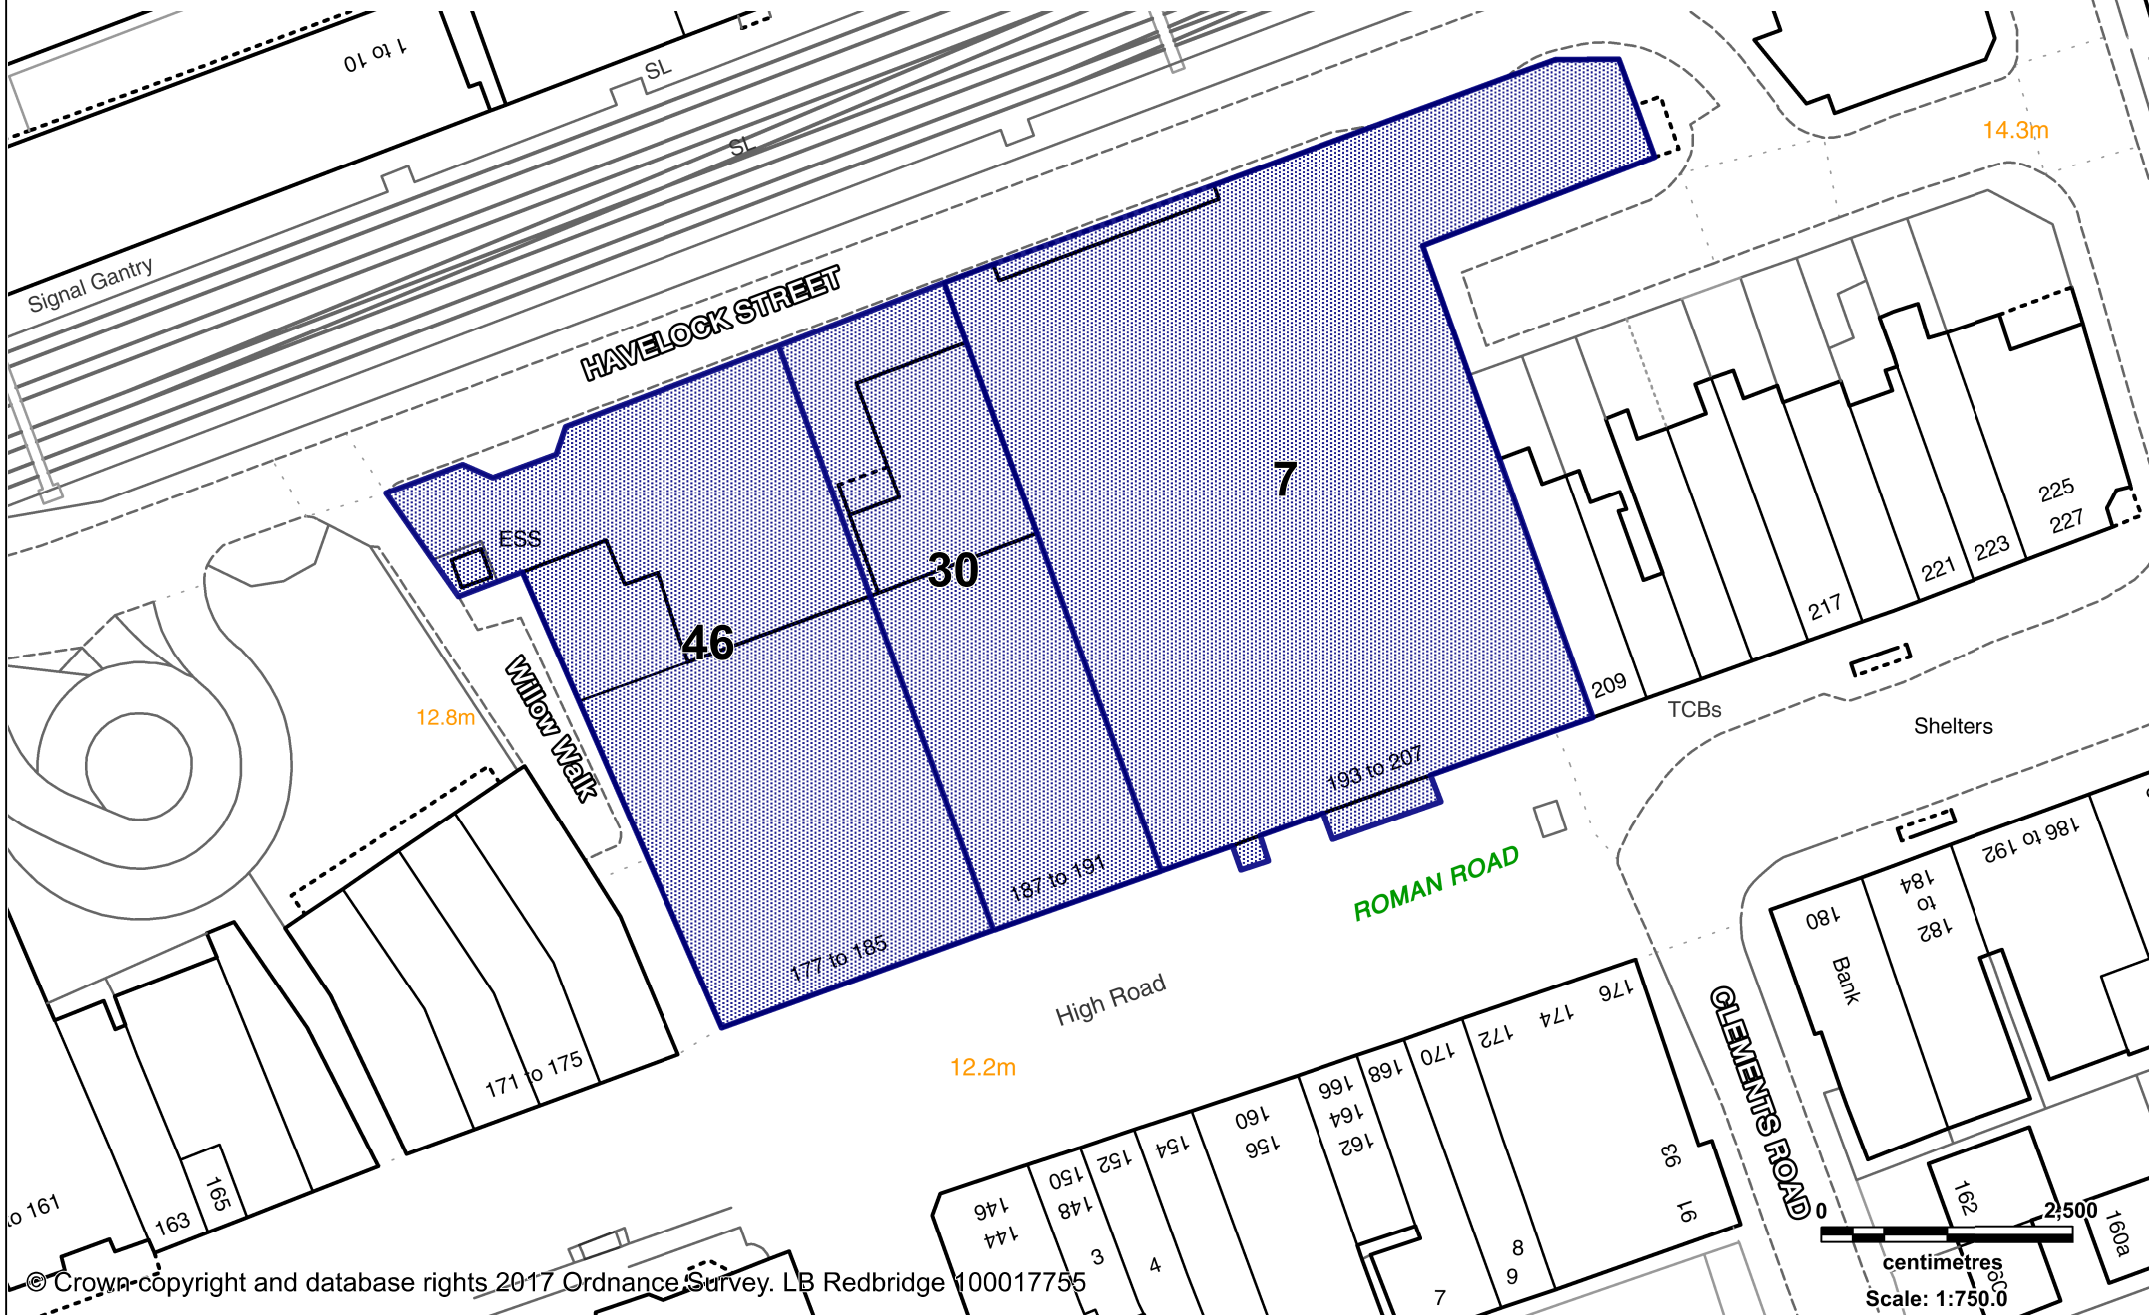 1 to 10
SL
SL
14.3m
Signal Gantry
HAVELOCK STREET
7
ESS
30
46
225
227
223
221
217
209
TCBs
Shelters
Willow Walk
12.8m
193 to 207
187 to 191
177 to 185
ROMAN ROAD
High Road
12.2m
186 to 192
184
to
182
180
Bank
CLEMENTS ROAD
176
174
172
170
168
166
164
162
160
156
154
152
150
148
146
144
3
4
8
9
7
93
91
171 to 175
165
163
to 161
162
160a
0 2,500
centimetres
Scale: 1:750.0
© Crown copyright and database rights 2017 Ordnance Survey. LB Redbridge 100017755